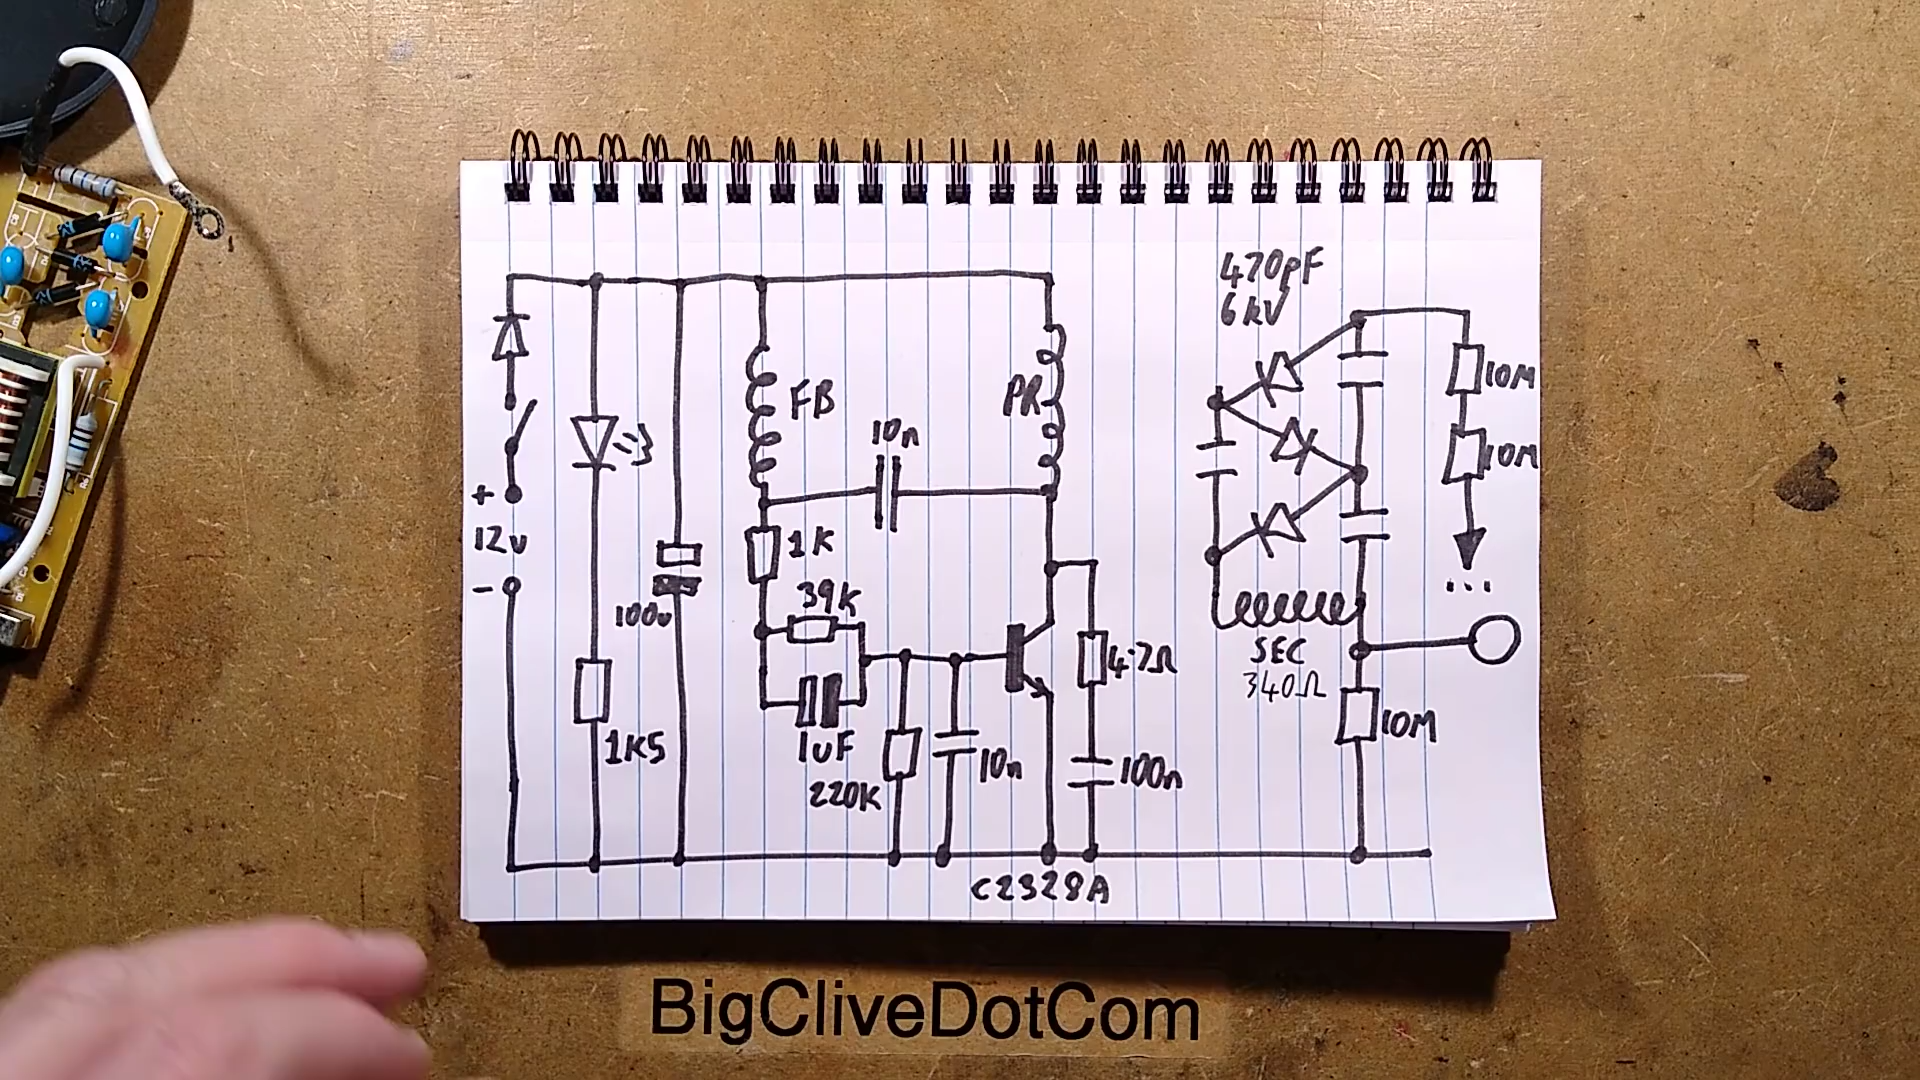 470pF
6kV
FB
PR
10n
10M
10M
+
12v
-
1K
39K
100u
1uF
220K
1K5
10n
4.7Ω
100n
SEC
340Ω
10M
...
C2328A
BigCliveDotCom